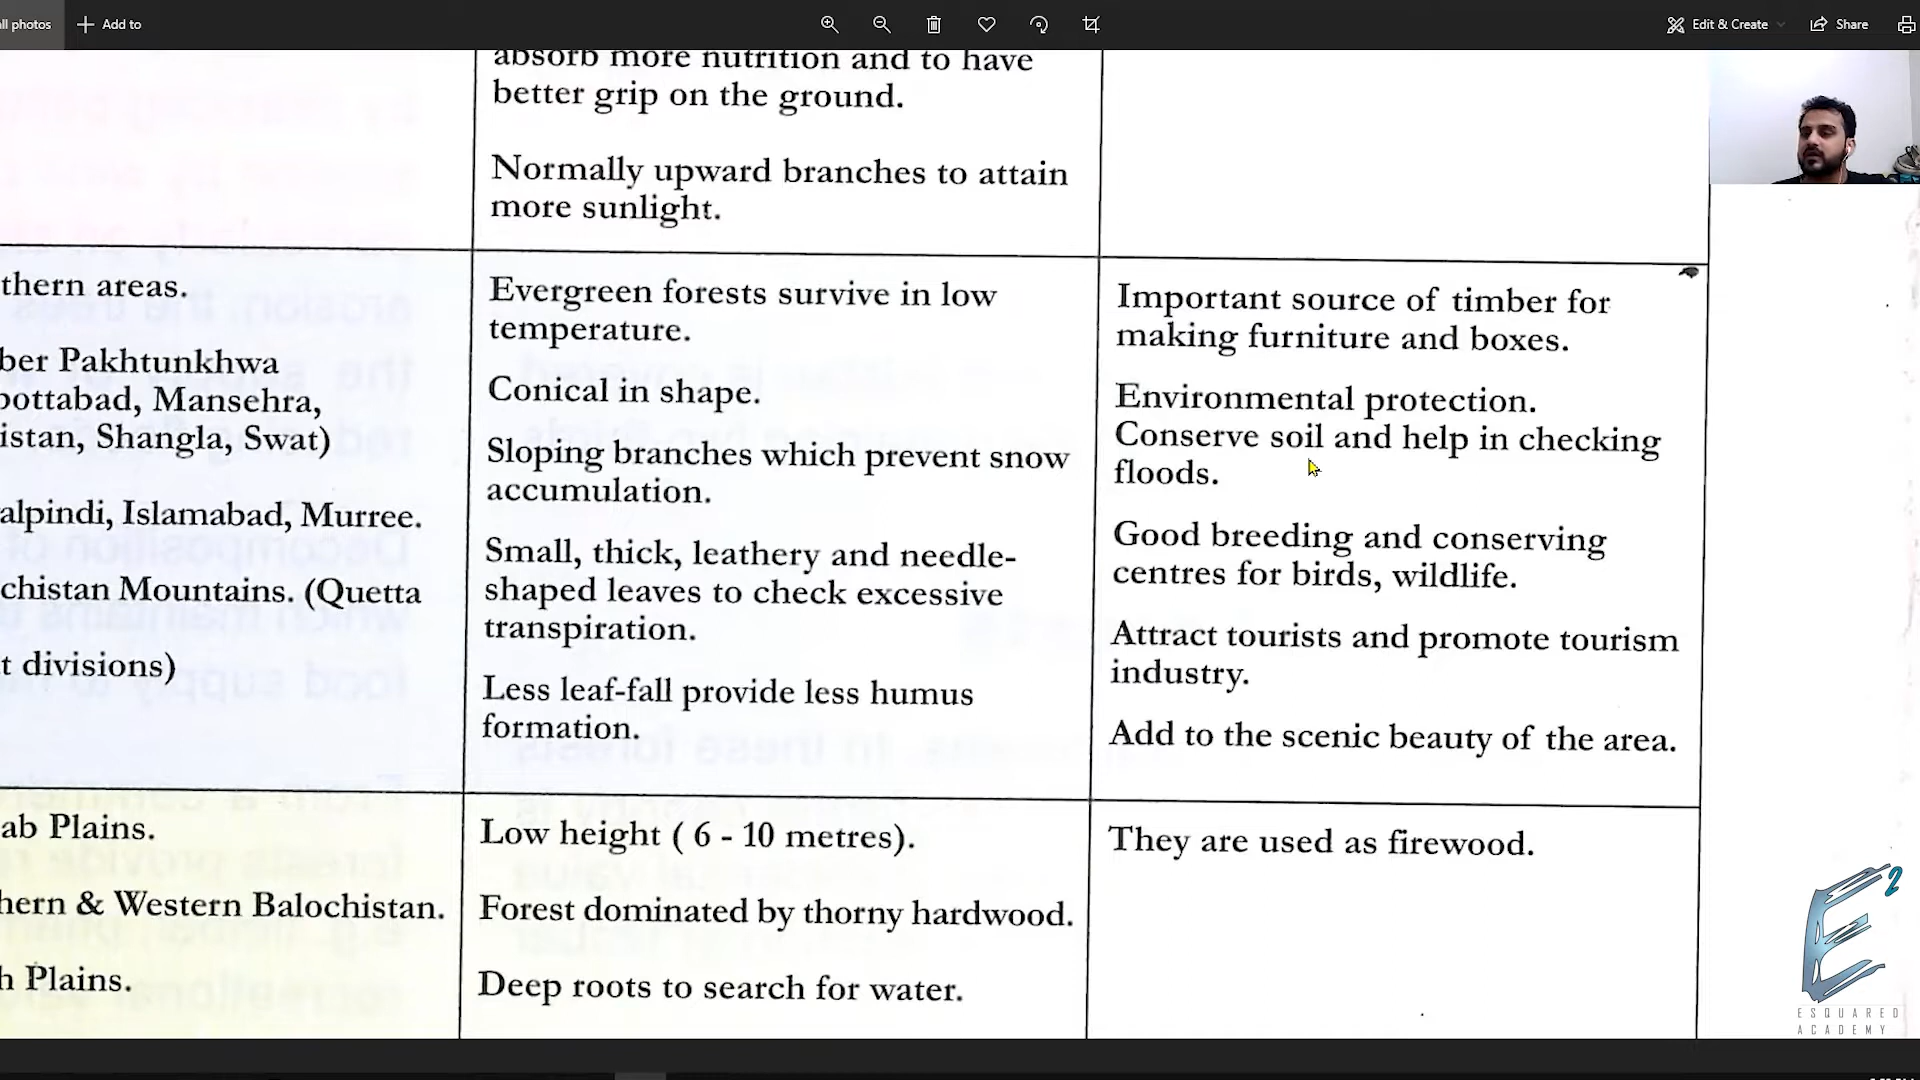 all photos
Add to
Edit & Create
Share
absorb more nutrition and to have
better grip on the ground.
Normally upward branches to attain
more sunlight.
thern areas.
ber Pakhtunkhwa
bottabad, Mansehra,
istan, Shangla, Swat)
alpindi, Islamabad, Murree.
chistan Mountains. (Quetta
t divisions)
Evergreen forests survive in low
temperature.
Conical in shape.
Sloping branches which prevent snow
accumulation.
Small, thick, leathery and needle-
shaped leaves to check excessive
transpiration.
Less leaf-fall provide less humus
formation.
Important source of timber for
making furniture and boxes.
Environmental protection.
Conserve soil and help in checking
floods.
Good breeding and conserving
centres for birds, wildlife.
Attract tourists and promote tourism
industry.
Add to the scenic beauty of the area.
ab Plains.
hern & Western Balochistan.
h Plains.
Low height ( 6 - 10 metres).
Forest dominated by thorny hardwood.
Deep roots to search for water.
They are used as firewood.
E2
ESQUARED
ACADEMY